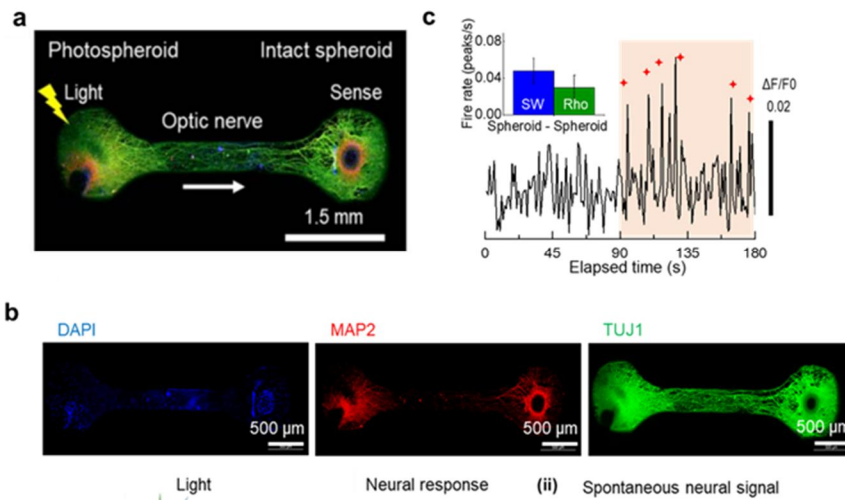 a
Photospheroid
Intact spheroid
Light
Sense
Optic nerve
1.5 mm
c
Fire rate (peaks/s)
0.08
0.04
0.00
SW
Rho
Spheroid - Spheroid
ΔF/F0
0.02
0
45
90
135
180
Elapsed time (s)
b
DAPI
MAP2
TUJ1
500 µm
500 µm
500 µm
Light
Neural response
(ii)
Spontaneous neural signal